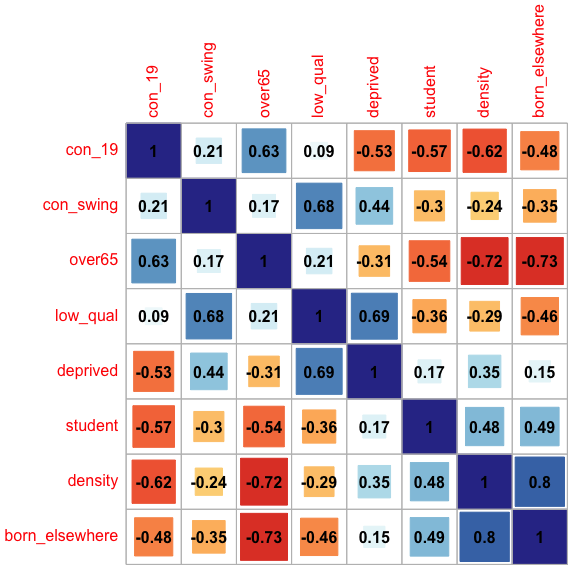 con_19 con_swing over65 low_qual deprived student density born_elsewhere
con_19 1 0.21 0.63 0.09 -0.53 -0.57 -0.62 -0.48
con_swing 0.21 1 0.17 0.68 0.44 -0.3 -0.24 -0.35
over65 0.63 0.17 1 0.21 -0.31 -0.54 -0.72 -0.73
low_qual 0.09 0.68 0.21 1 0.69 -0.36 -0.29 -0.46
deprived -0.53 0.44 -0.31 0.69 1 0.17 0.35 0.15
student -0.57 -0.3 -0.54 -0.36 0.17 1 0.48 0.49
density -0.62 -0.24 -0.72 -0.29 0.35 0.48 1 0.8
born_elsewhere -0.48 -0.35 -0.73 -0.46 0.15 0.49 0.8 1